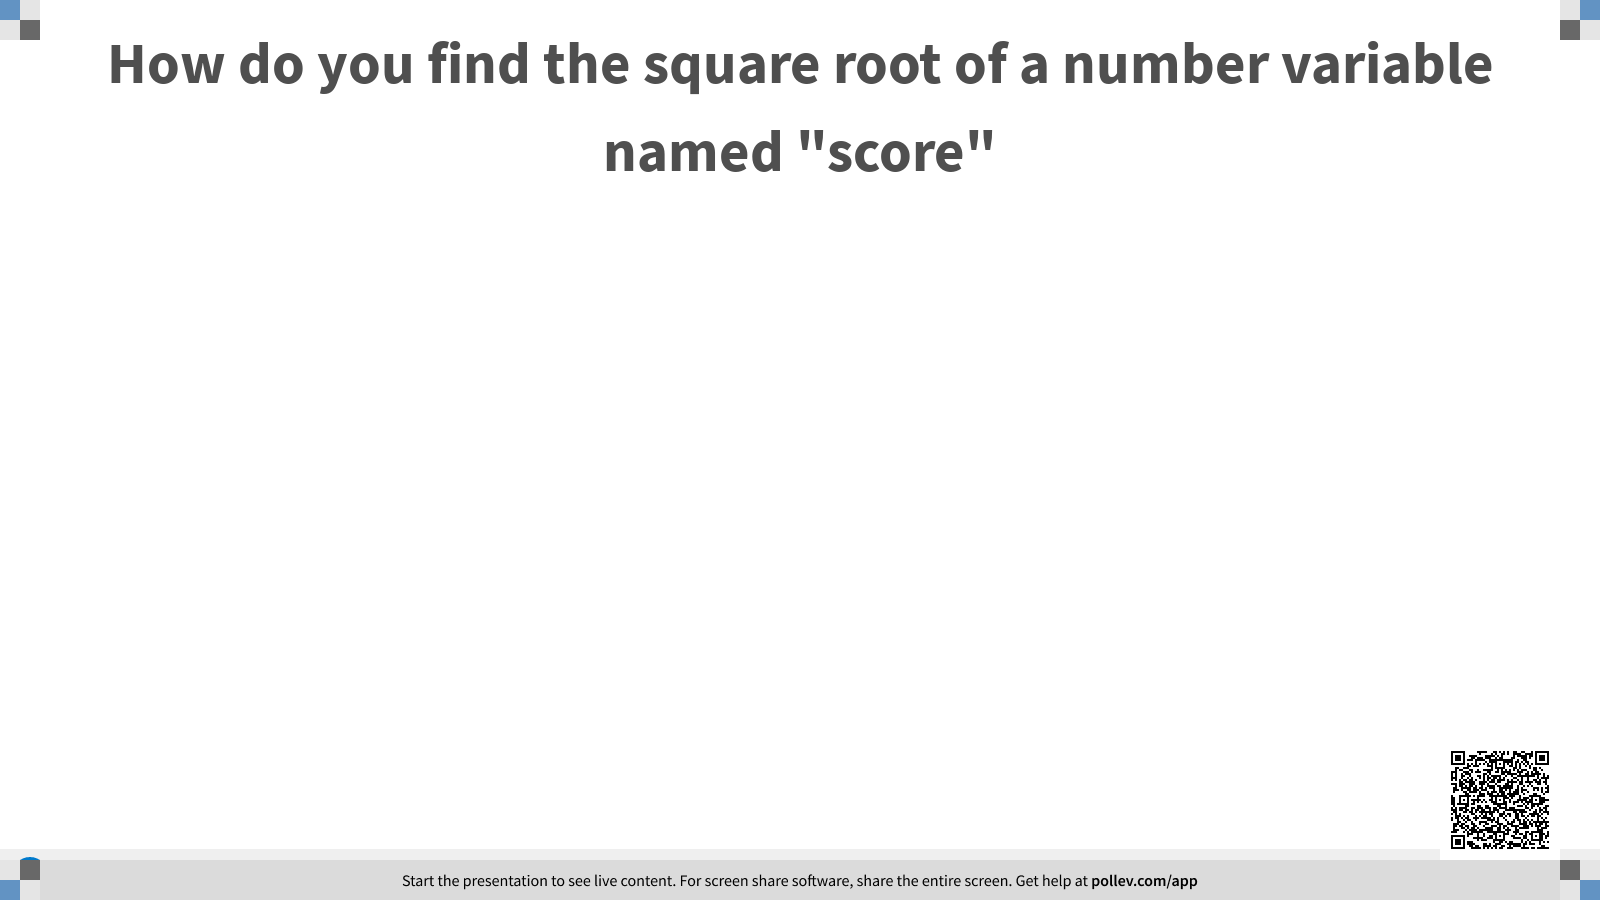 How do you find the square root of a number variable
named "score"
Start the presentation to see live content. For screen share software, share the entire screen. Get help at pollev.com/app